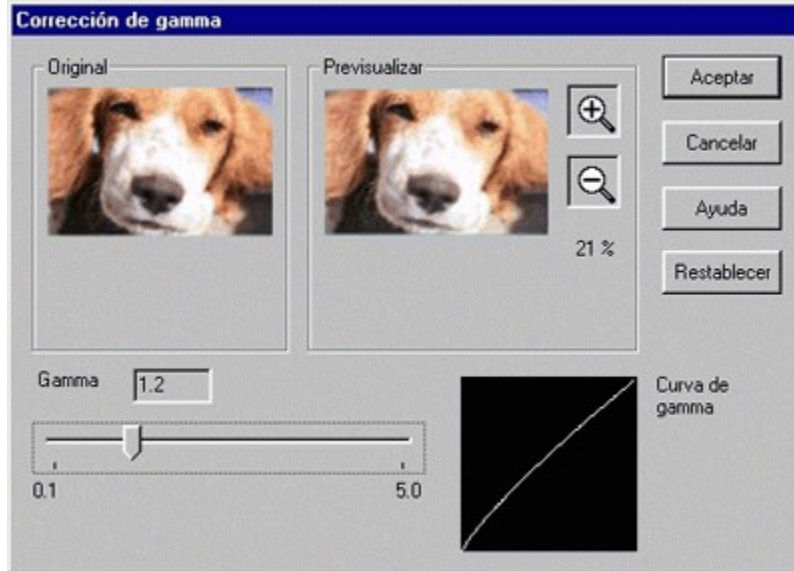 Corrección de gamma
Original
Previsualizar
Aceptar
Cancelar
Ayuda
21 %
Restablecer
Gamma
1.2
Curva de
gamma
0.1
5.0